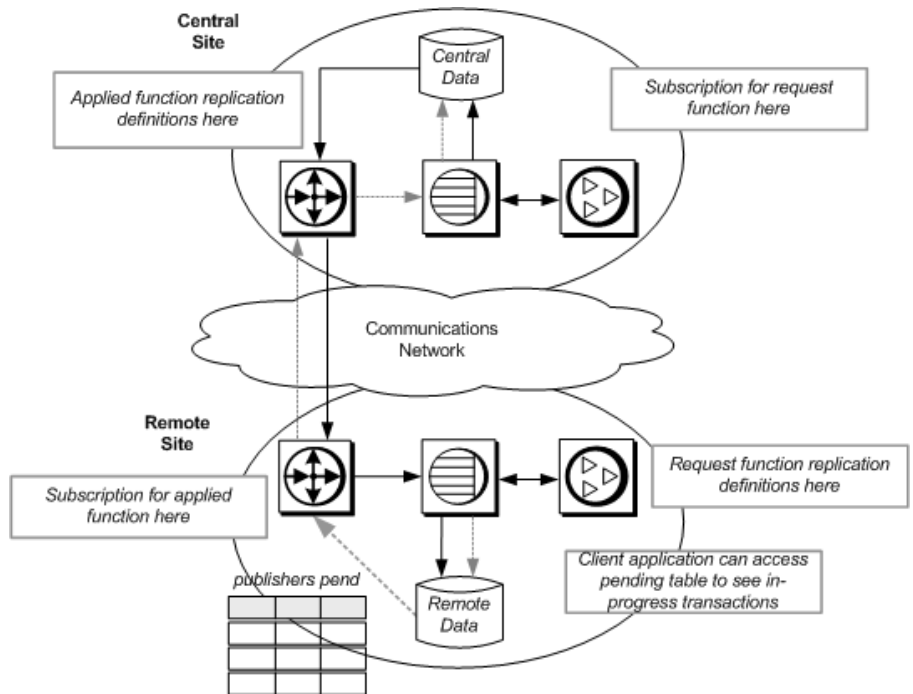 Central
Site
Central
Data
Applied function replication
definitions here
Subscription for request
function here
Communications
Network
Remote
Site
Subscription for applied
function here
Request function replication
definitions here
Client application can access
pending table to see in-
progress transactions
publishers pend
Remote
Data